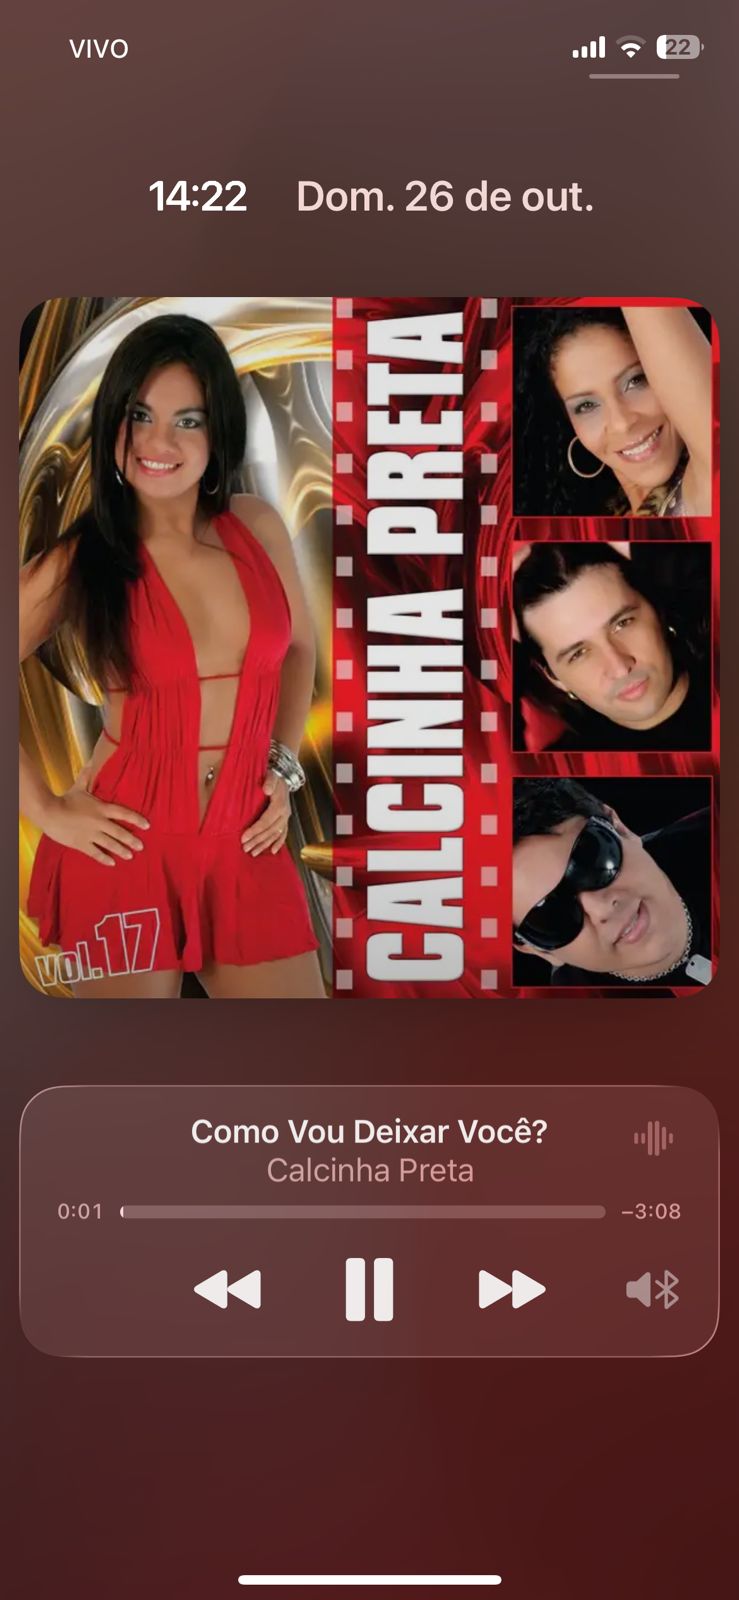 VIVO
22
14:22 Dom. 26 de out.
CALCINHA PRETA
vol.17
Como Vou Deixar Você?
Calcinha Preta
0:01
–3:08